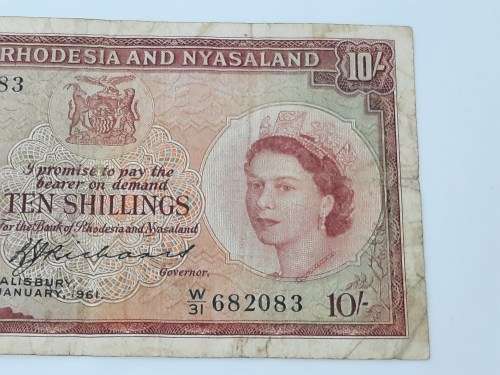 RHODESIA AND NYASALAND 10/-
83
I promise to pay the
bearer on demand
TEN SHILLINGS
For the Bank of Rhodesia and Nyasaland
Governor.
ALISBURY,
JANUARY, 1961.
W/31 682083 10/-